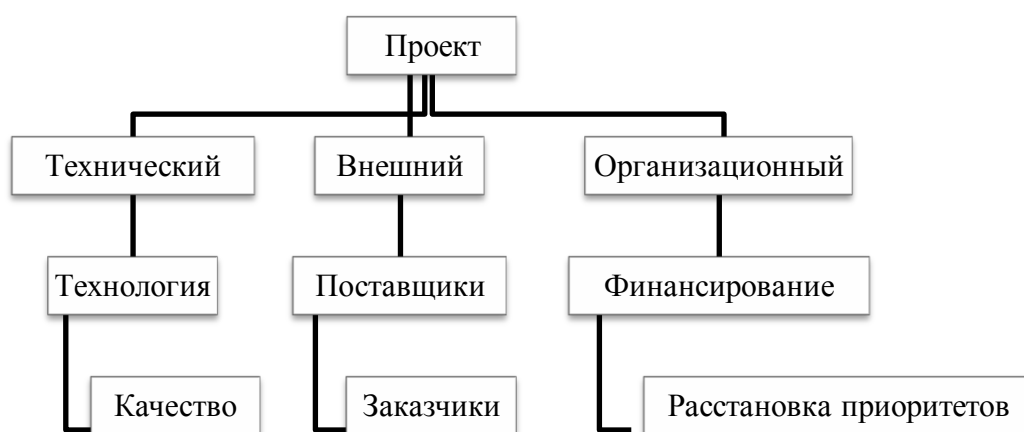 Проект
Технический
Внешний
Организационный
Технология
Поставщики
Финансирование
Качество
Заказчики
Расстановка приоритетов